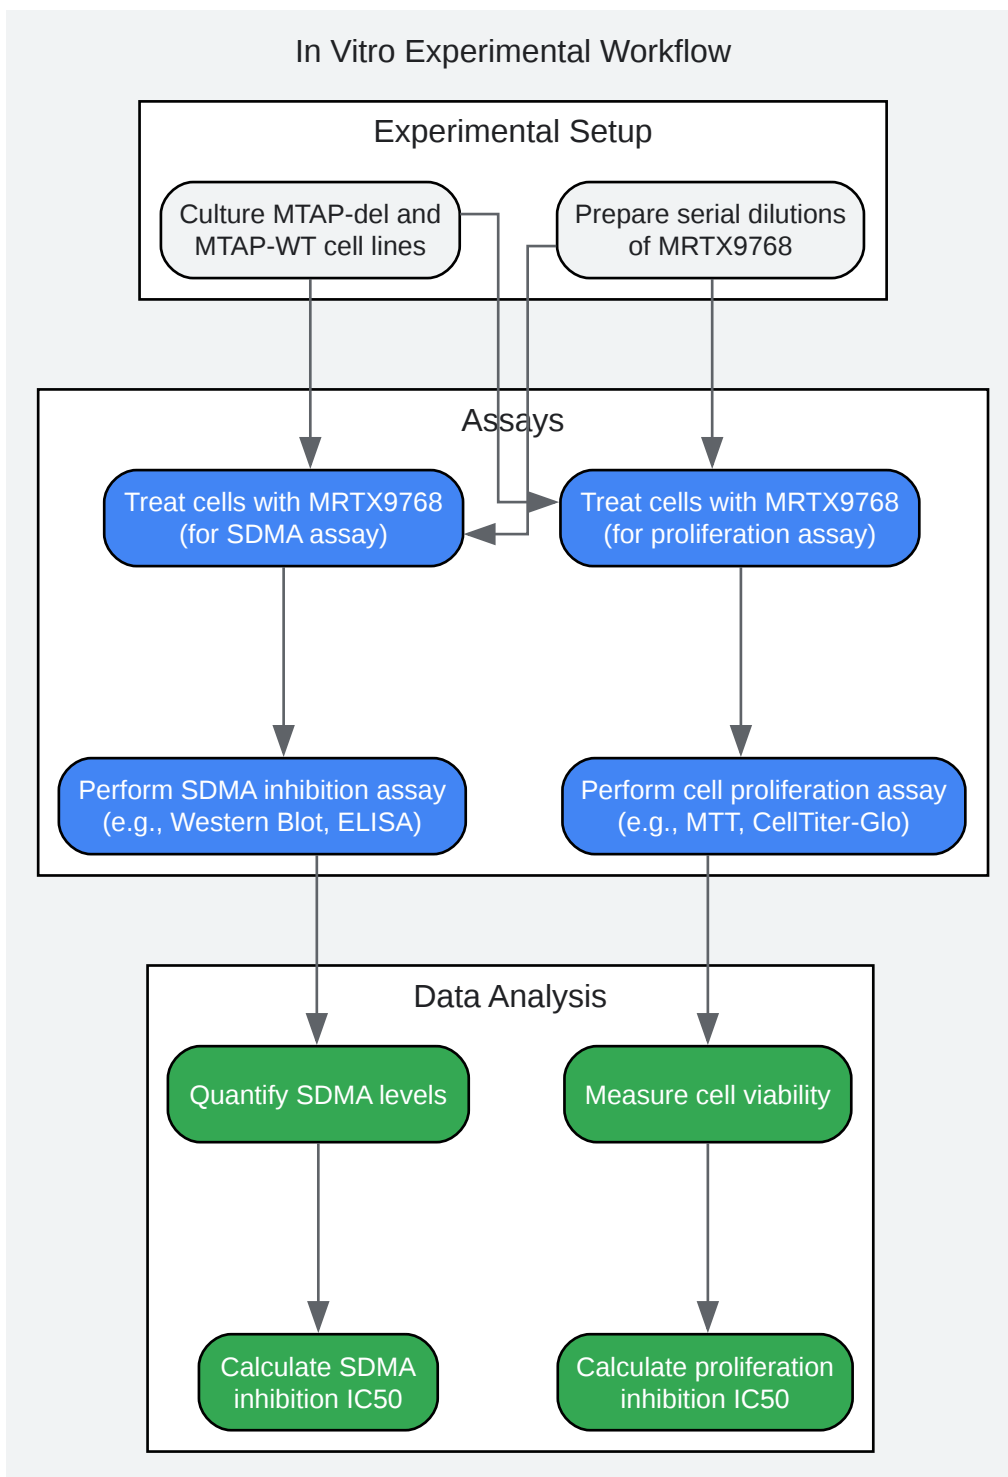 In Vitro Experimental Workflow
Experimental Setup
Culture MTAP-del and
MTAP-WT cell lines
Prepare serial dilutions
of MRTX9768
Assays
Treat cells with MRTX9768
(for SDMA assay)
Treat cells with MRTX9768
(for proliferation assay)
Perform SDMA inhibition assay
(e.g., Western Blot, ELISA)
Perform cell proliferation assay
(e.g., MTT, CellTiter-Glo)
Data Analysis
Quantify SDMA levels
Measure cell viability
Calculate SDMA
inhibition IC50
Calculate proliferation
inhibition IC50